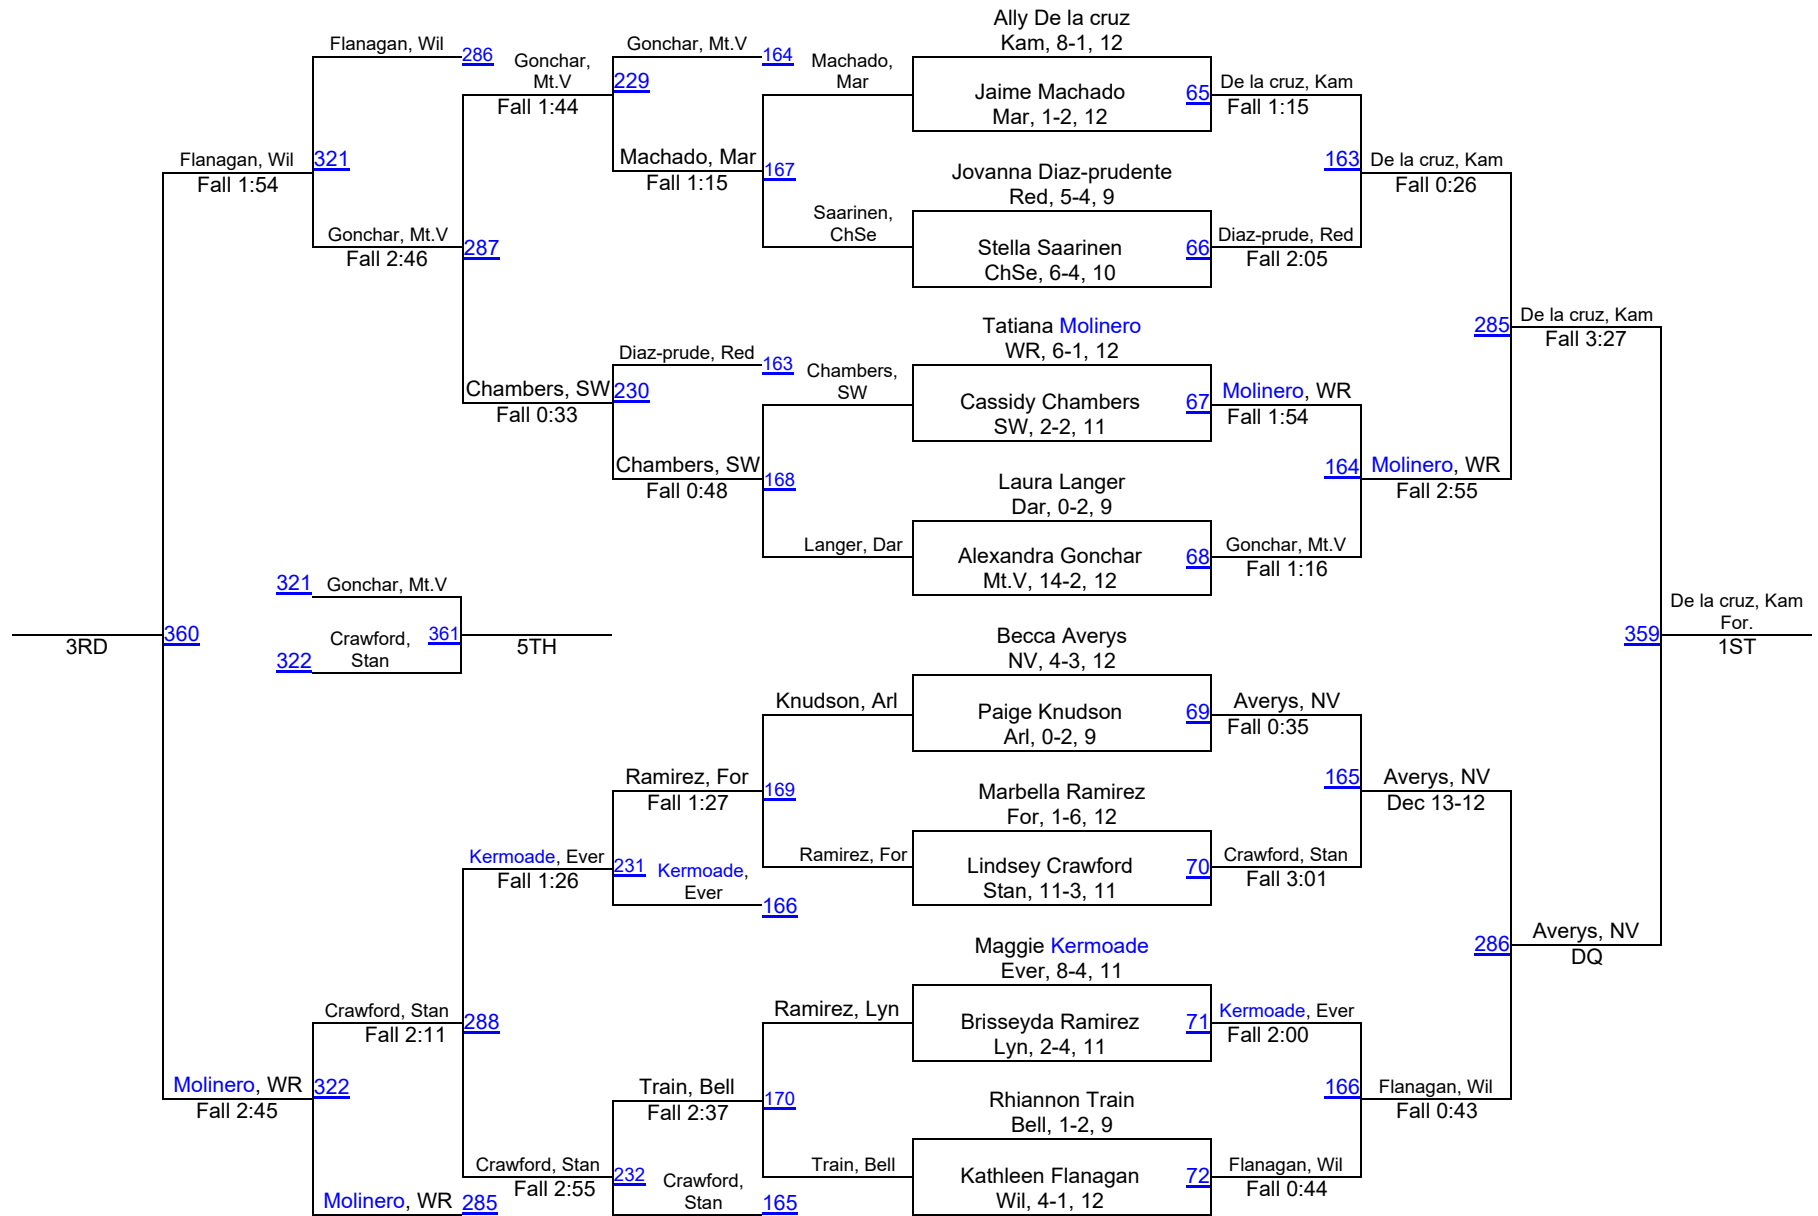 Ally De la cruz
Kam, 8-1, 12
Flanagan, Wil
286
Gonchar,
Mt.V
Fall 1:44
229
Gonchar, Mt.V
164
Machado,
Mar
Jaime Machado
Mar, 1-2, 12
65
De la cruz, Kam
Fall 1:15
Flanagan, Wil
Fall 1:54
321
Machado, Mar
Fall 1:15
167
Jovanna Diaz-prudente
Red, 5-4, 9
163
De la cruz, Kam
Fall 0:26
Gonchar, Mt.V
Fall 2:46
287
Saarinen,
ChSe
Stella Saarinen
ChSe, 6-4, 10
66
Diaz-prude, Red
Fall 2:05
Tatiana Molinero
WR, 6-1, 12
285
De la cruz, Kam
Fall 3:27
Chambers, SW
Fall 0:33
230
Diaz-prude, Red
163
Chambers,
SW
Cassidy Chambers
SW, 2-2, 11
67
Molinero, WR
Fall 1:54
Chambers, SW
Fall 0:48
168
Laura Langer
Dar, 0-2, 9
164
Molinero, WR
Fall 2:55
Langer, Dar
Alexandra Gonchar
Mt.V, 14-2, 12
68
Gonchar, Mt.V
Fall 1:16
3RD
360
321
Gonchar, Mt.V
322
Crawford,
Stan
361
5TH
Becca Averys
NV, 4-3, 12
359
De la cruz, Kam
For.
1ST
Knudson, Arl
Paige Knudson
Arl, 0-2, 9
69
Averys, NV
Fall 0:35
Ramirez, For
Fall 1:27
169
Marbella Ramirez
For, 1-6, 12
165
Averys, NV
Dec 13-12
Kermoade, Ever
Fall 1:26
231
Kermoade,
Ever
166
Ramirez, For
Lindsey Crawford
Stan, 11-3, 11
70
Crawford, Stan
Fall 3:01
Maggie Kermoade
Ever, 8-4, 11
286
Averys, NV
DQ
Crawford, Stan
Fall 2:11
288
Ramirez, Lyn
Brisseyda Ramirez
Lyn, 2-4, 11
71
Kermoade, Ever
Fall 2:00
Molinero, WR
Fall 2:45
322
Train, Bell
Fall 2:37
170
Rhiannon Train
Bell, 1-2, 9
166
Flanagan, Wil
Fall 0:43
Crawford, Stan
Fall 2:55
232
Crawford,
Stan
165
Train, Bell
Kathleen Flanagan
Wil, 4-1, 12
72
Flanagan, Wil
Fall 0:44
Molinero, WR
285